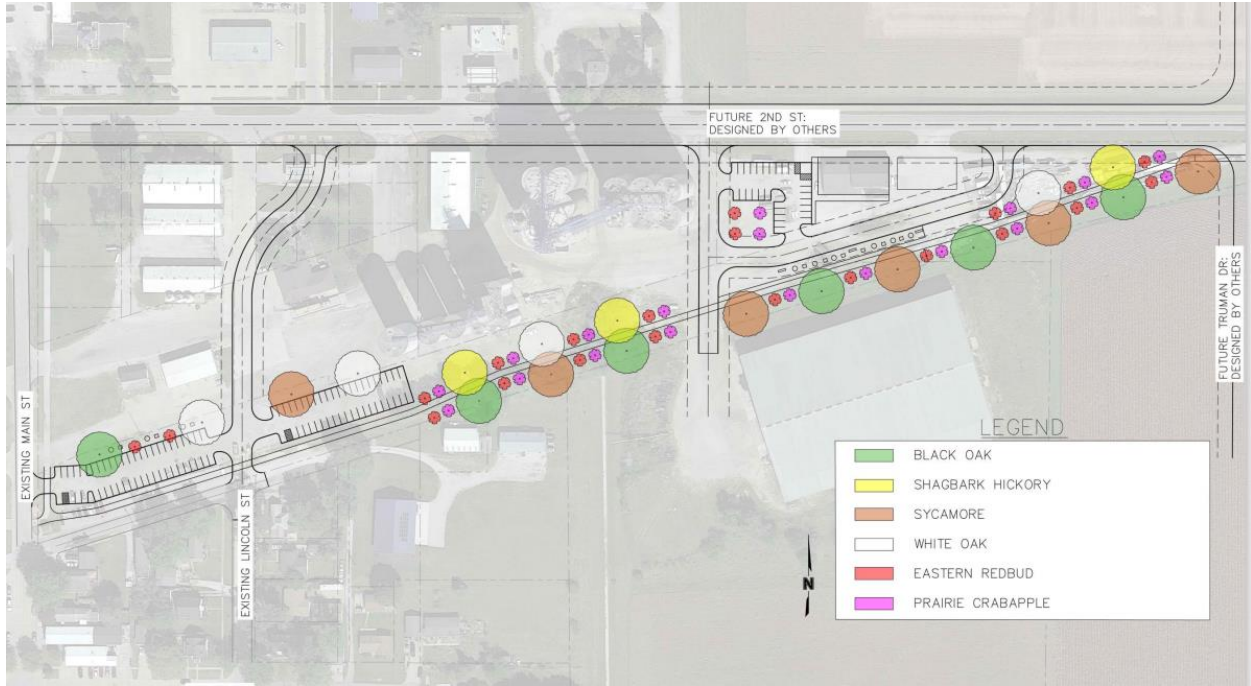 FUTURE 2ND ST:
DESIGNED BY OTHERS
EXISTING MAIN ST
EXISTING LINCOLN ST
FUTURE TRUMAN DR:
DESIGNED BY OTHERS
LEGEND
BLACK OAK
SHAGBARK HICKORY
SYCAMORE
WHITE OAK
EASTERN REDBUD
PRAIRIE CRABAPPLE
N